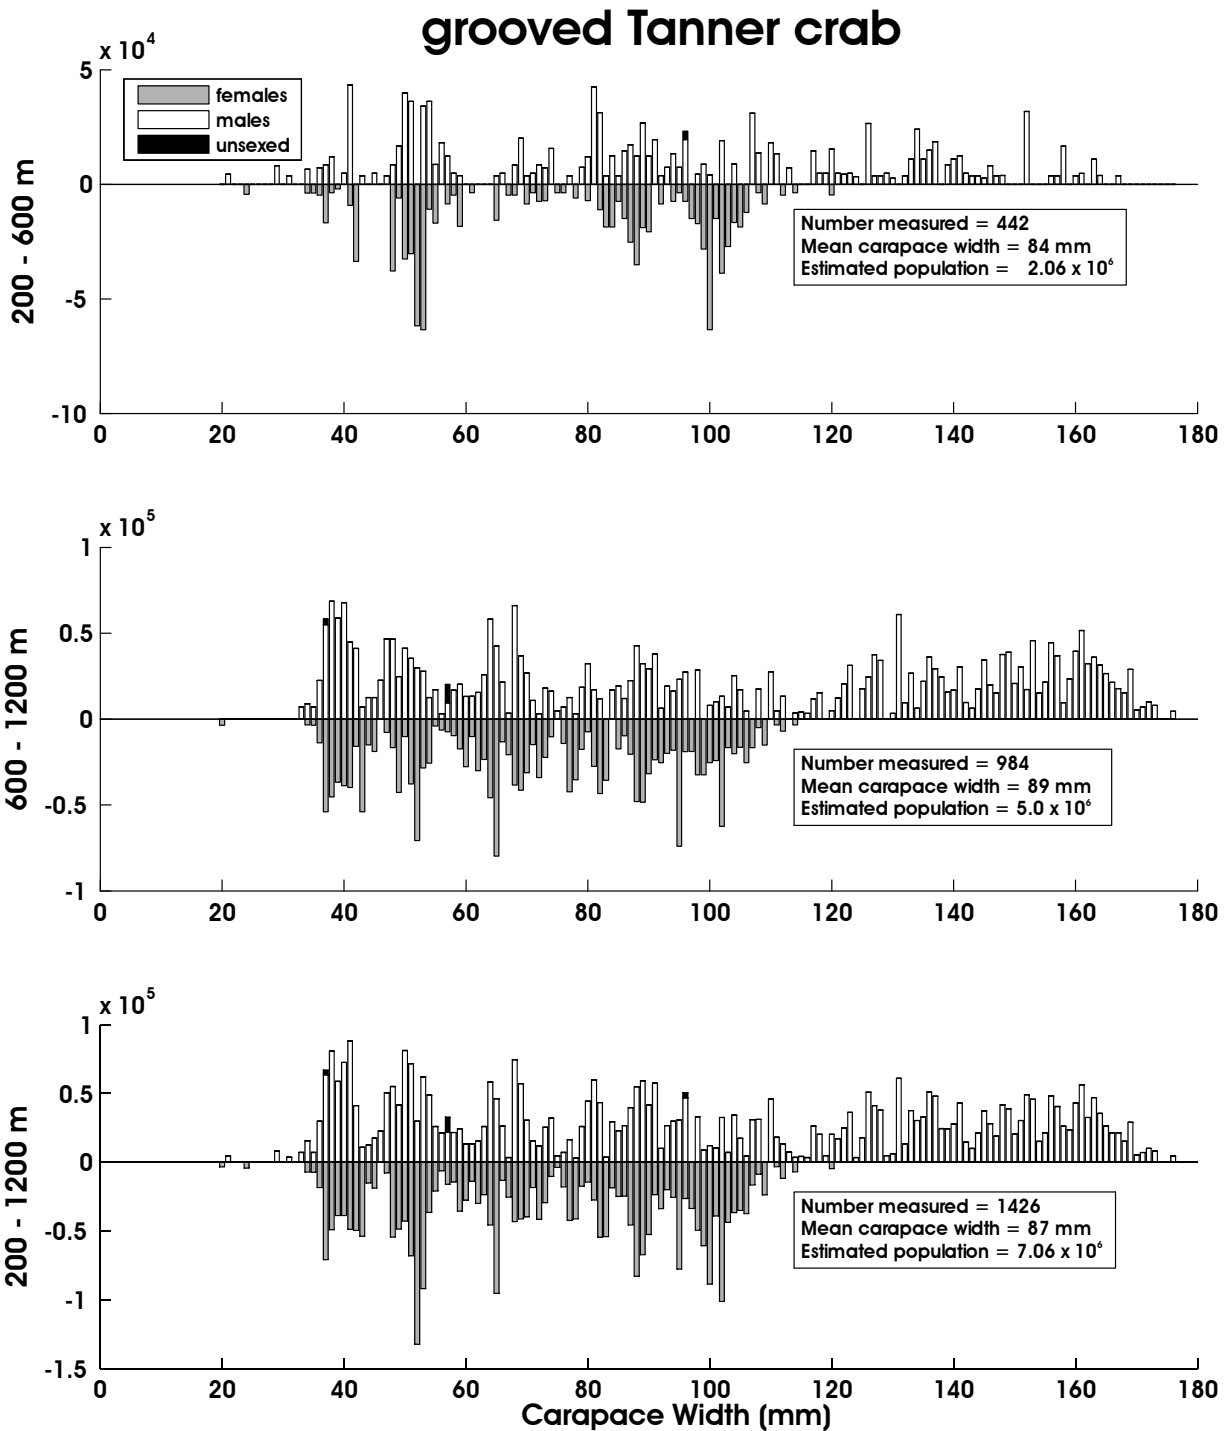 grooved Tanner crab
x 10^4
females
males
unsexed
5
0
-5
-10
200 - 600 m
Number measured = 442
Mean carapace width = 84 mm
Estimated population = 2.06 x 10^6
0 20 40 60 80 100 120 140 160 180
x 10^5
1
0.5
0
-0.5
-1
600 - 1200 m
Number measured = 984
Mean carapace width = 89 mm
Estimated population = 5.0 x 10^6
0 20 40 60 80 100 120 140 160 180
x 10^5
1
0.5
0
-0.5
-1
-1.5
200 - 1200 m
Number measured = 1426
Mean carapace width = 87 mm
Estimated population = 7.06 x 10^6
0 20 40 60 80 100 120 140 160 180
Carapace Width (mm)